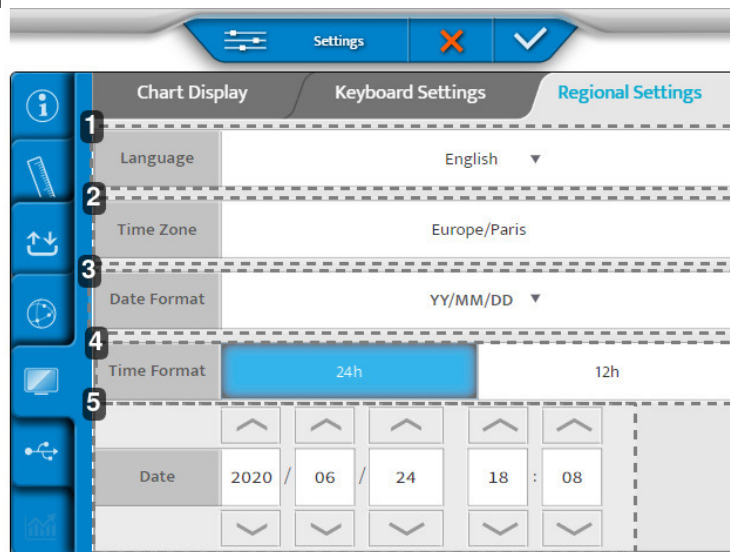 Settings
Chart Display Keyboard Settings Regional Settings
1
Language English ▼
2
Time Zone Europe/Paris
3
Date Format YY/MM/DD ▼
4
Time Format 24h 12h
5
Date 2020 / 06 / 24 18 : 08